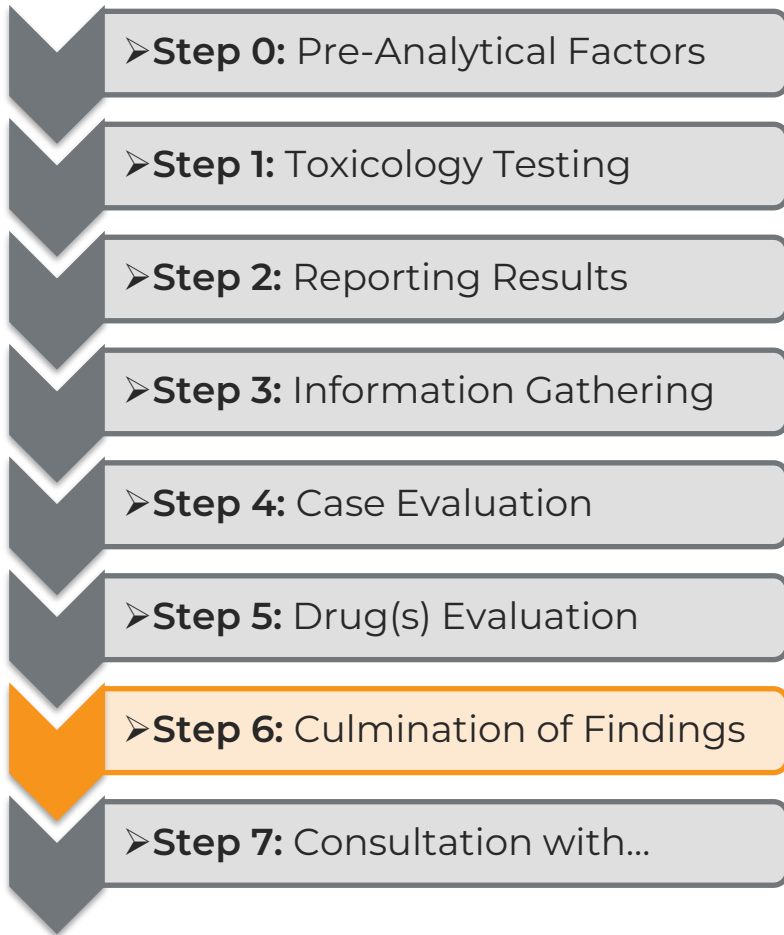 ➢Step 0: Pre-Analytical Factors
➢Step 1: Toxicology Testing
➢Step 2: Reporting Results
➢Step 3: Information Gathering
➢Step 4: Case Evaluation
➢Step 5: Drug(s) Evaluation
➢Step 6: Culmination of Findings
➢Step 7: Consultation with...